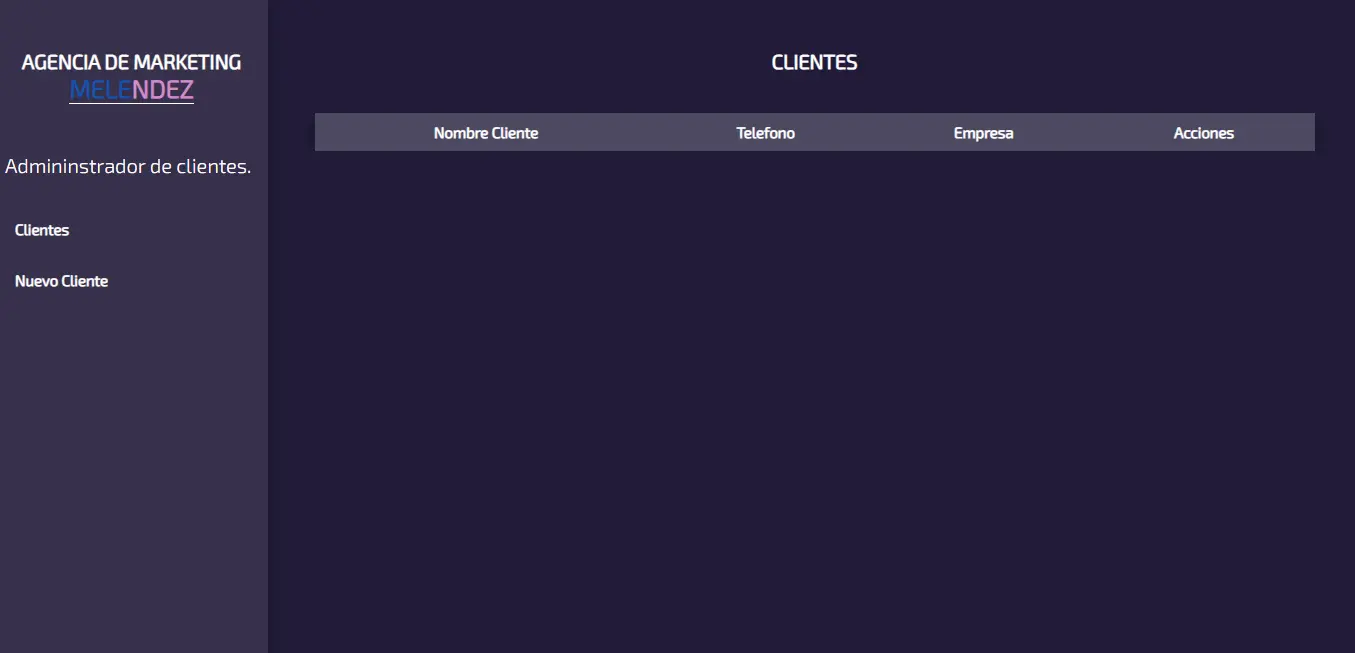 AGENCIA DE MARKETING
MELENDEZ
Admininstrador de clientes.
Clientes
Nuevo Cliente
CLIENTES
Nombre Cliente Telefono Empresa Acciones